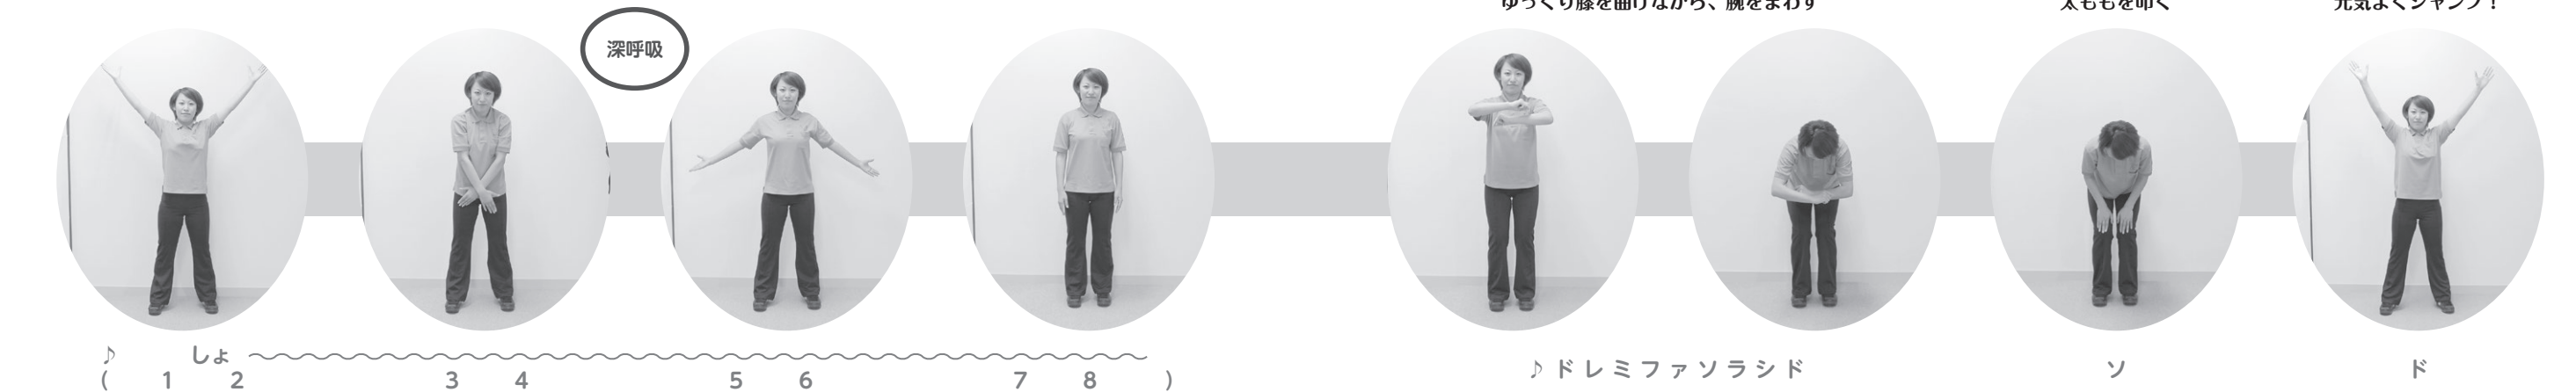 ゆっくり膝を曲げながら、腕をまわす
太ももを叩く
元気よくジャンプ！
深呼吸
♪ しょ
( 1 2 3 4 5 6 7 8 )
♪ドレミファソラシド
ソ
ド